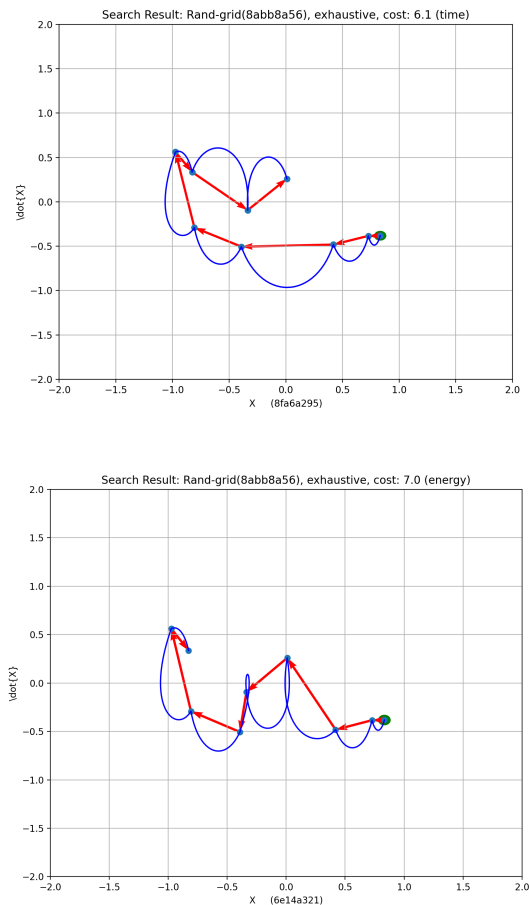 Search Result: Rand-grid(8abb8a56), exhaustive, cost: 6.1 (time)
2.0
1.5
1.0
0.5
0.0
−0.5
−1.0
−1.5
−2.0
\dot{X}
−2.0 −1.5 −1.0 −0.5 0.0 0.5 1.0 1.5 2.0
X (8fa6a295)
Search Result: Rand-grid(8abb8a56), exhaustive, cost: 7.0 (energy)
2.0
1.5
1.0
0.5
0.0
−0.5
−1.0
−1.5
−2.0
\dot{X}
−2.0 −1.5 −1.0 −0.5 0.0 0.5 1.0 1.5 2.0
X (6e14a321)